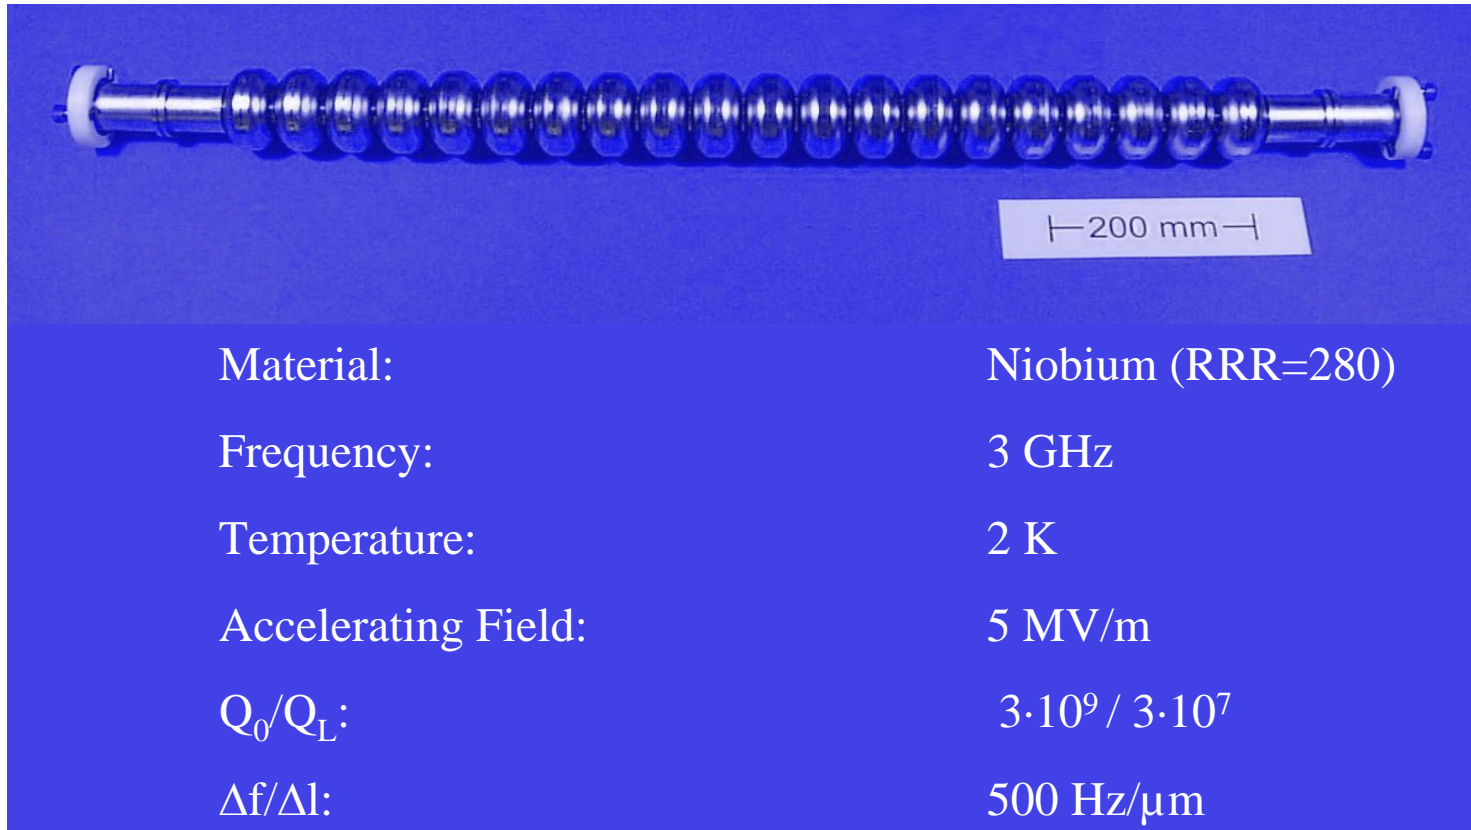 200 mm
Material: Niobium (RRR=280)
Frequency: 3 GHz
Temperature: 2 K
Accelerating Field: 5 MV/m
Q₀/Q_L: 3·10⁹ / 3·10⁷
Δf/Δl: 500 Hz/μm